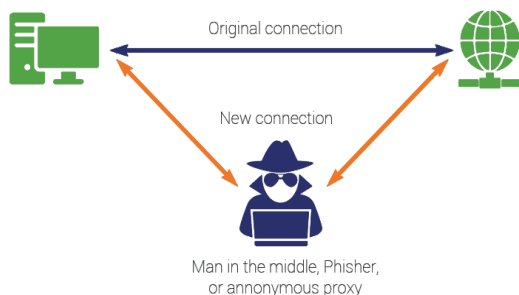 Original connection
New connection
Man in the middle, Phisher,
or annonymous proxy